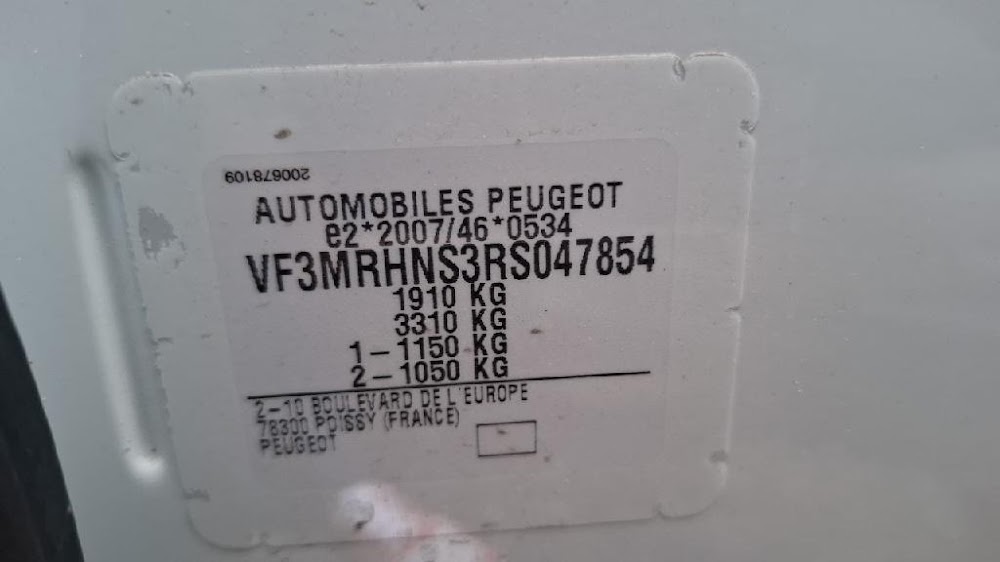 200678109
AUTOMOBILES PEUGEOT
e2*2007/46*0534
VF3MRHNS3RS047854
1910 KG
3310 KG
1-1150 KG
2-1050 KG
2-10 BOULEVARD DE L'EUROPE
78300 POISSY (FRANCE)
PEUGEOT